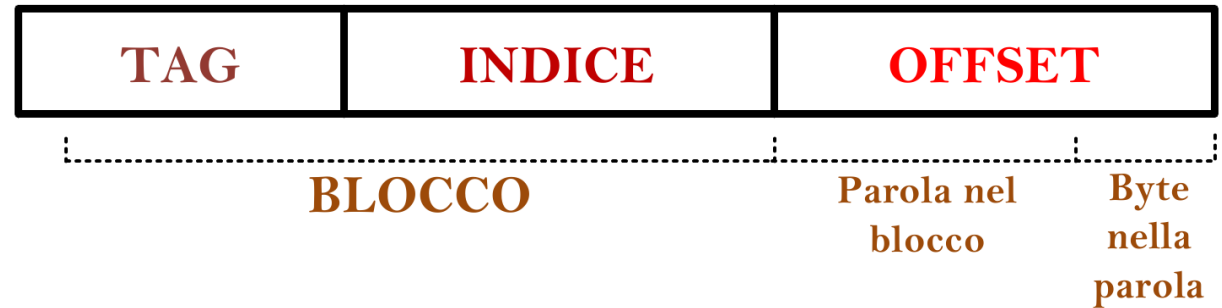 TAG INDICE OFFSET
BLOCCO
Parola nel
blocco
Byte
nella
parola